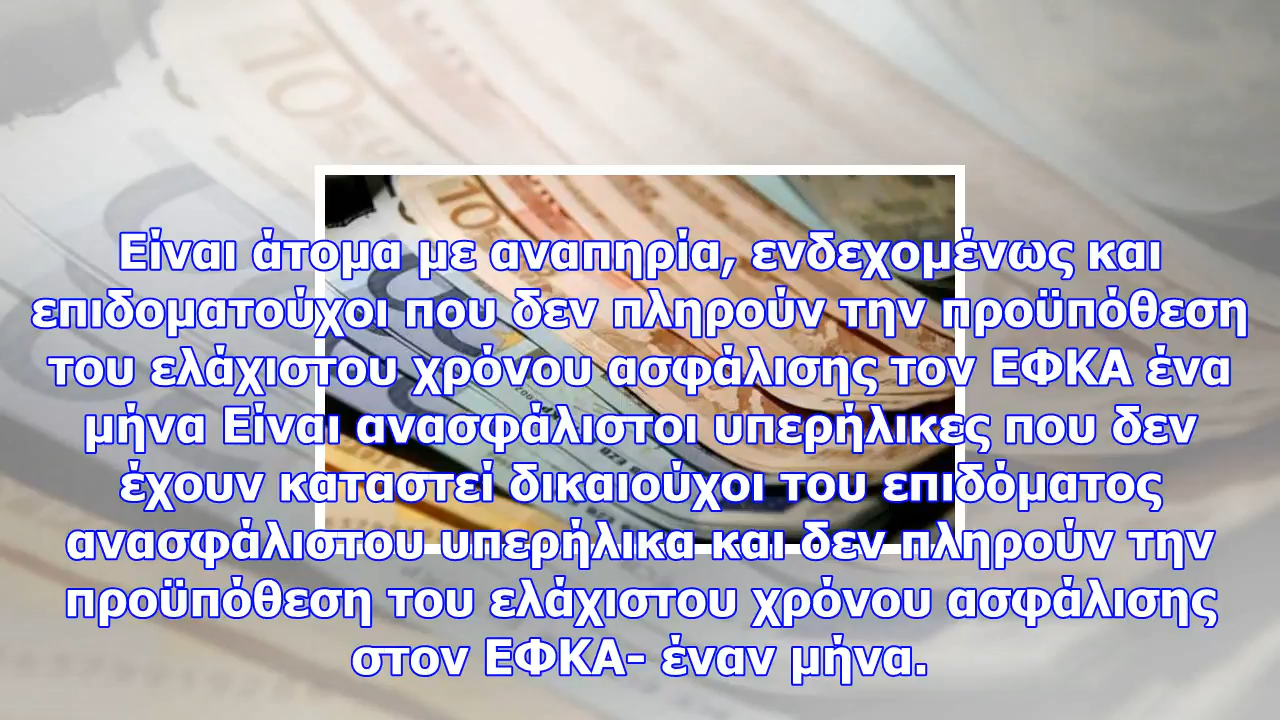 Είναι άτομα με αναπηρία, ενδεχομένως και
επιδοματούχοι που δεν πληρούν την προϋπόθεση
του ελάχιστου χρόνου ασφάλισης τον ΕΦΚΑ ένα
μήνα Είναι ανασφάλιστοι υπερήλικες που δεν
έχουν καταστεί δικαιούχοι του επιδόματος
ανασφάλιστου υπερήλικα και δεν πληρούν την
προϋπόθεση του ελάχιστου χρόνου ασφάλισης
στον ΕΦΚΑ- έναν μήνα.
10
10